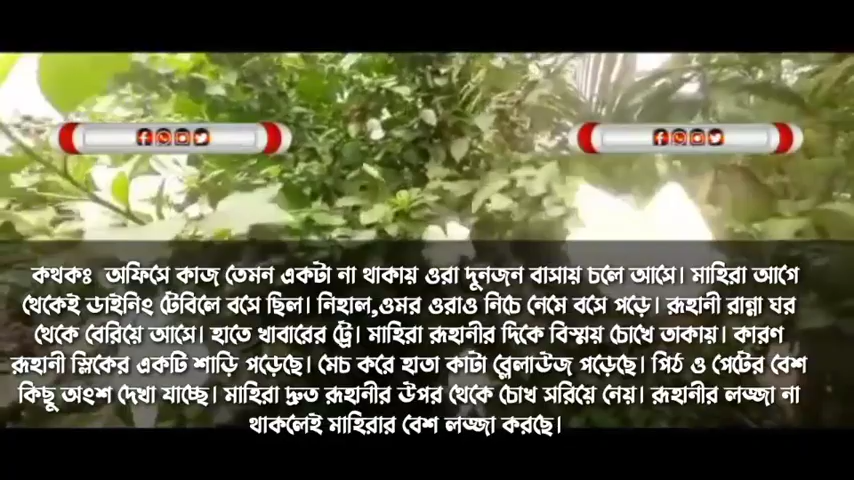 কথকঃ অফিসে কাজ তেমন একটা না থাকায় ওরা দুনজন বাসায় চলে আসে। মাহিরা আগে
থেকেই ডাইনিং টেবিলে বসে ছিল। নিহাল,ওমর ওরাও নিচে নেমে বসে পড়ে। রূহানী রান্না ঘর
থেকে বেরিয়ে আসে। হাতে খাবারের ট্রে। মাহিরা রূহানীর দিকে বিস্ময় চোখে তাকায়। কারণ
রূহানী স্লিকের একটি শাড়ি পড়েছে। মেচ করে হাতা কাটা ব্লেলাউজ পড়েছে। পিঠ ও পেটের বেশ
কিছু অংশ দেখা যাচ্ছে। মাহিরা দ্রুত রূহানীর উপর থেকে চোখ সরিয়ে নেয়। রূহানীর লজ্জা না
থাকলেই মাহিরার বেশ লজ্জা করছে।